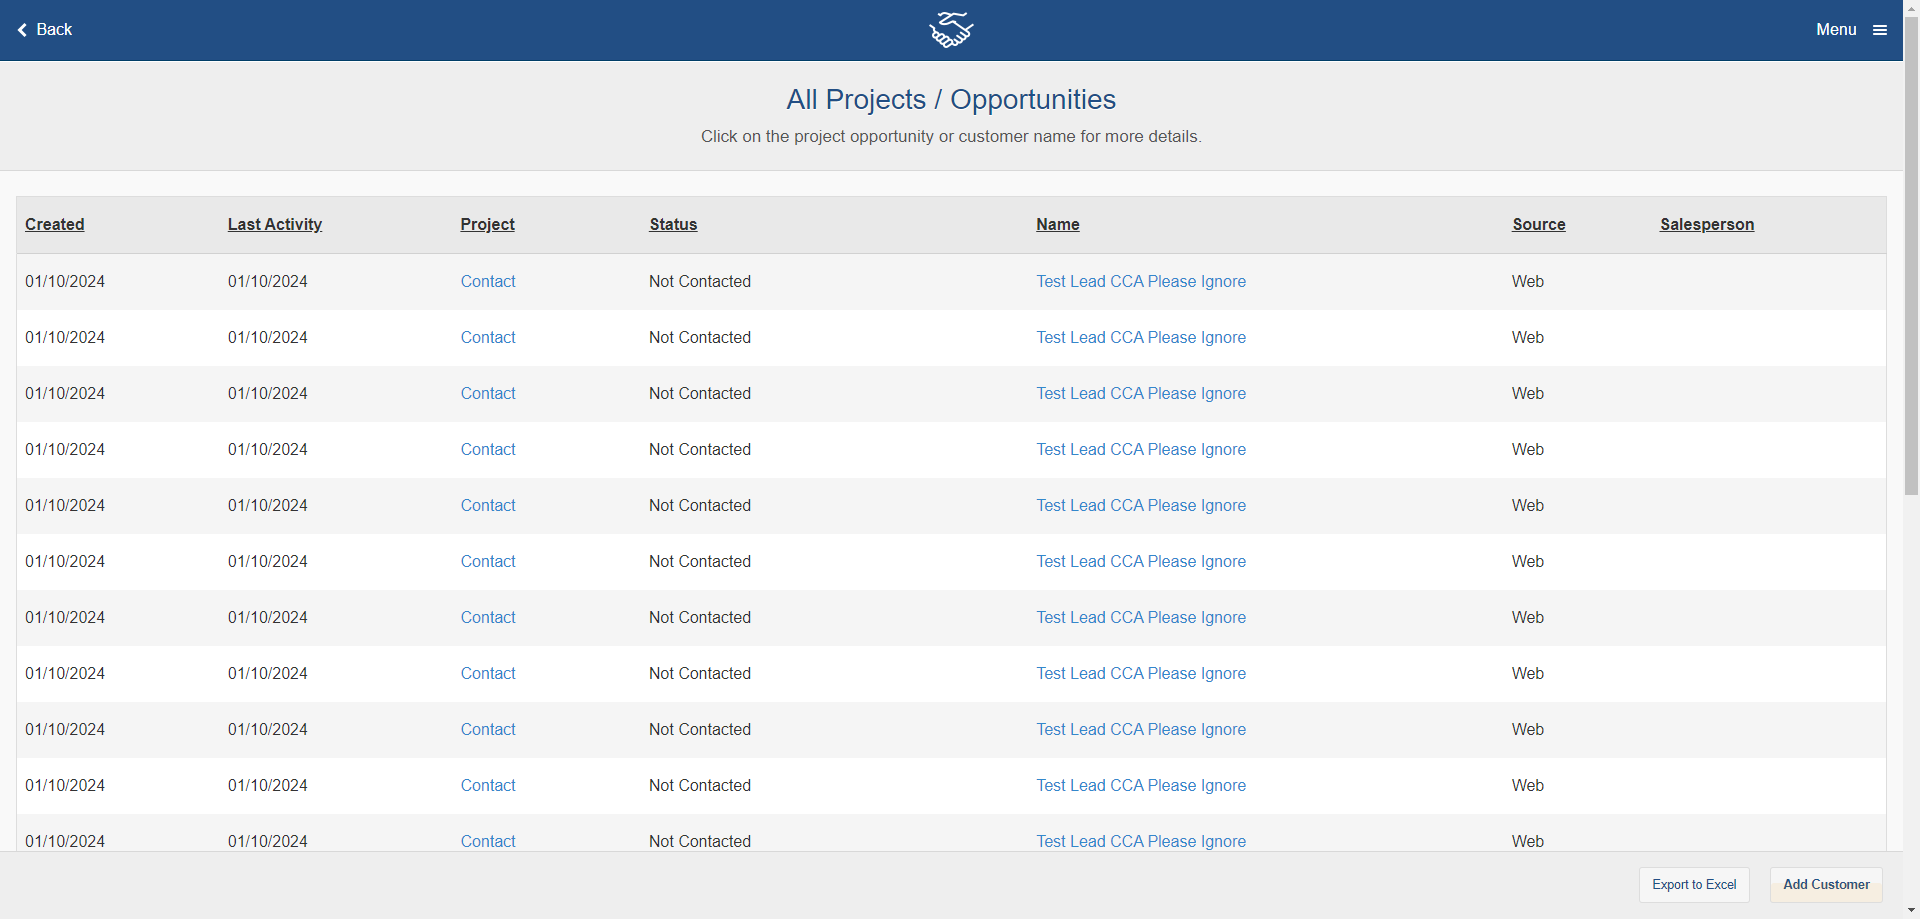 Back
Menu
All Projects / Opportunities
Click on the project opportunity or customer name for more details.
Created Last Activity Project Status Name Source Salesperson
01/10/2024 01/10/2024 Contact Not Contacted Test Lead CCA Please Ignore Web
01/10/2024 01/10/2024 Contact Not Contacted Test Lead CCA Please Ignore Web
01/10/2024 01/10/2024 Contact Not Contacted Test Lead CCA Please Ignore Web
01/10/2024 01/10/2024 Contact Not Contacted Test Lead CCA Please Ignore Web
01/10/2024 01/10/2024 Contact Not Contacted Test Lead CCA Please Ignore Web
01/10/2024 01/10/2024 Contact Not Contacted Test Lead CCA Please Ignore Web
01/10/2024 01/10/2024 Contact Not Contacted Test Lead CCA Please Ignore Web
01/10/2024 01/10/2024 Contact Not Contacted Test Lead CCA Please Ignore Web
01/10/2024 01/10/2024 Contact Not Contacted Test Lead CCA Please Ignore Web
01/10/2024 01/10/2024 Contact Not Contacted Test Lead CCA Please Ignore Web
01/10/2024 01/10/2024 Contact Not Contacted Test Lead CCA Please Ignore Web
Export to Excel Add Customer